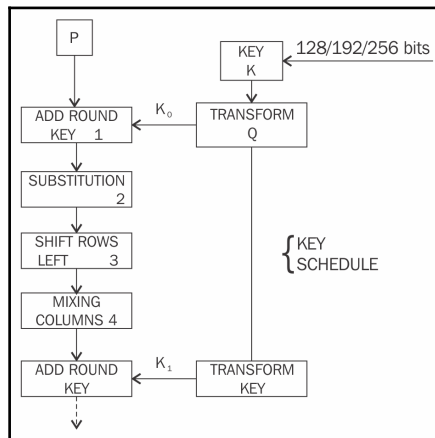 P
KEY
K
128/192/256 bits
ADD ROUND
KEY 1
K₀
TRANSFORM
Q
SUBSTITUTION
2
SHIFT ROWS
LEFT 3
KEY
SCHEDULE
MIXING
COLUMNS 4
ADD ROUND
KEY
K₁
TRANSFORM
KEY